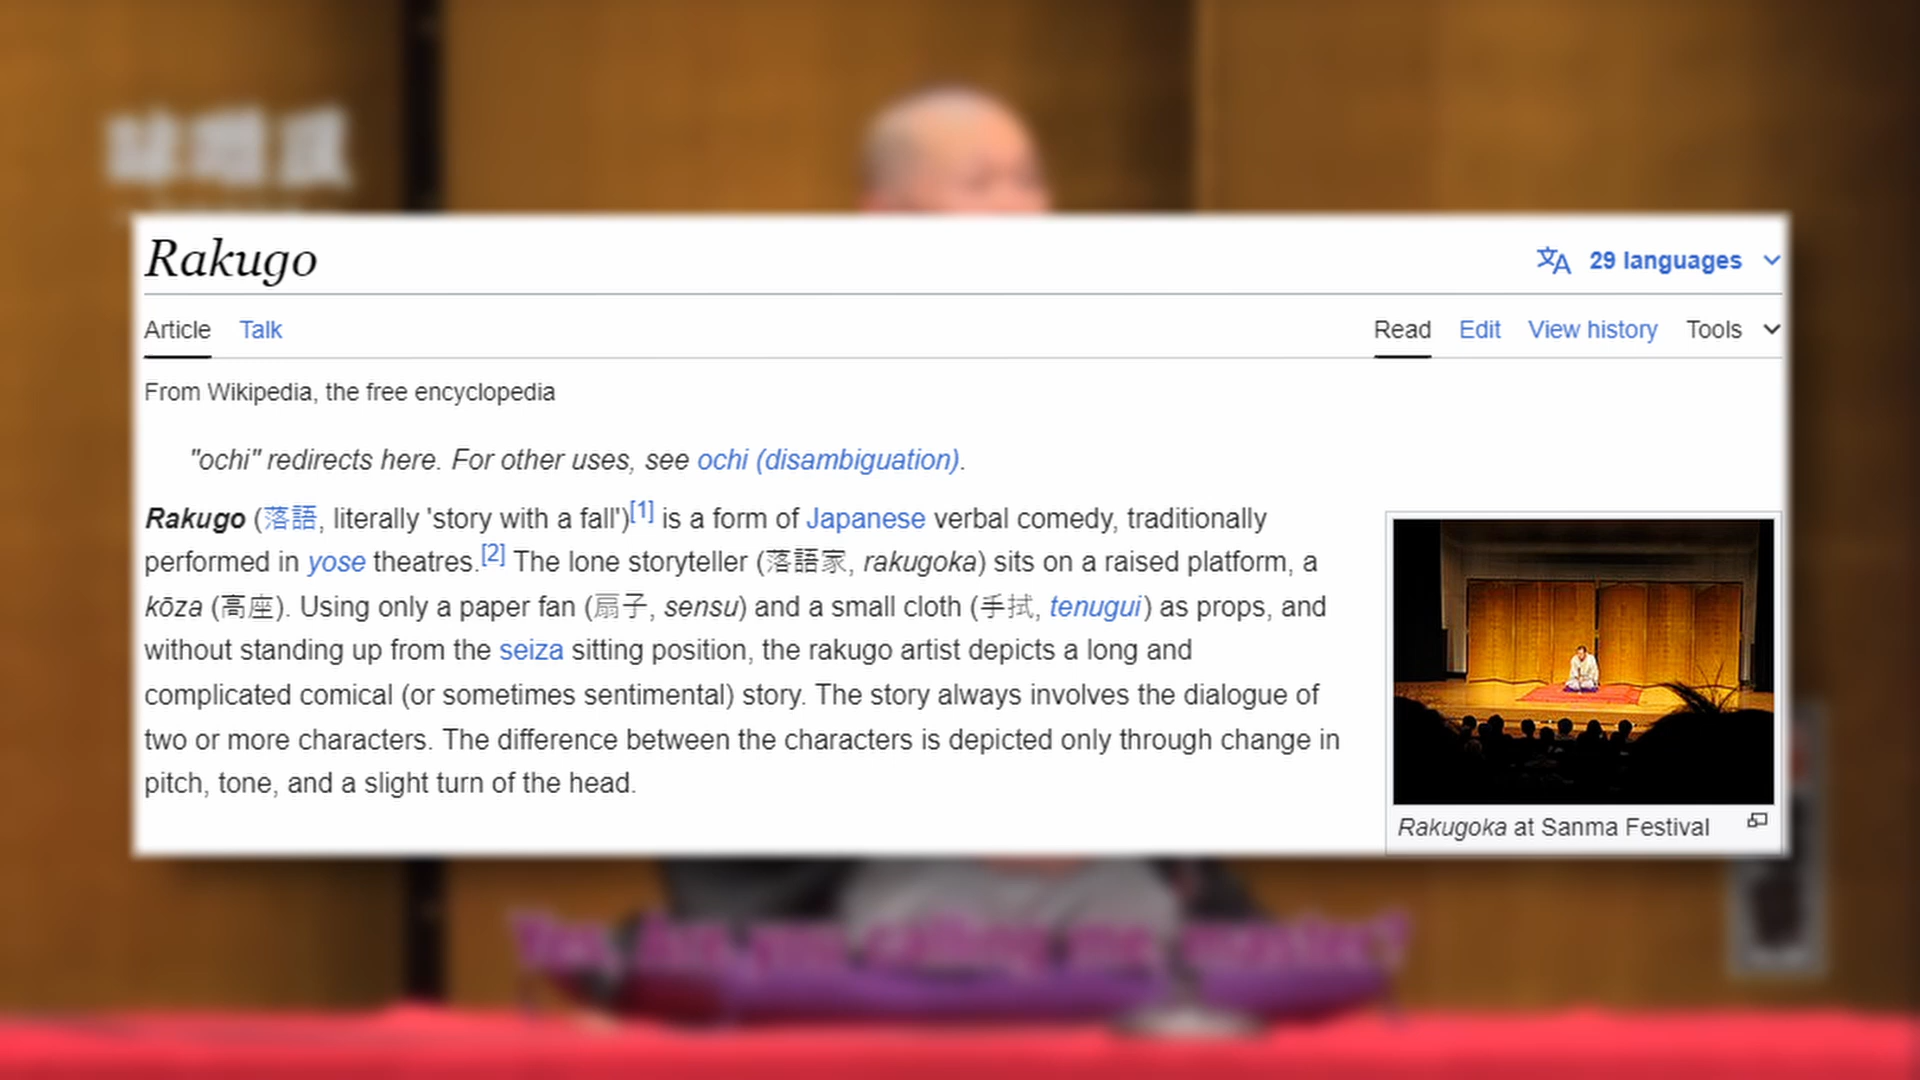 Rakugo
29 languages
Article Talk
Read Edit View history Tools
From Wikipedia, the free encyclopedia
"ochi" redirects here. For other uses, see ochi (disambiguation).
Rakugo (落語, literally 'story with a fall')[1] is a form of Japanese verbal comedy, traditionally
performed in yose theatres.[2] The lone storyteller (落語家, rakugoka) sits on a raised platform, a
kōza (高座). Using only a paper fan (扇子, sensu) and a small cloth (手拭, tenugui) as props, and
without standing up from the seiza sitting position, the rakugo artist depicts a long and
complicated comical (or sometimes sentimental) story. The story always involves the dialogue of
two or more characters. The difference between the characters is depicted only through change in
pitch, tone, and a slight turn of the head.
Rakugoka at Sanma Festival